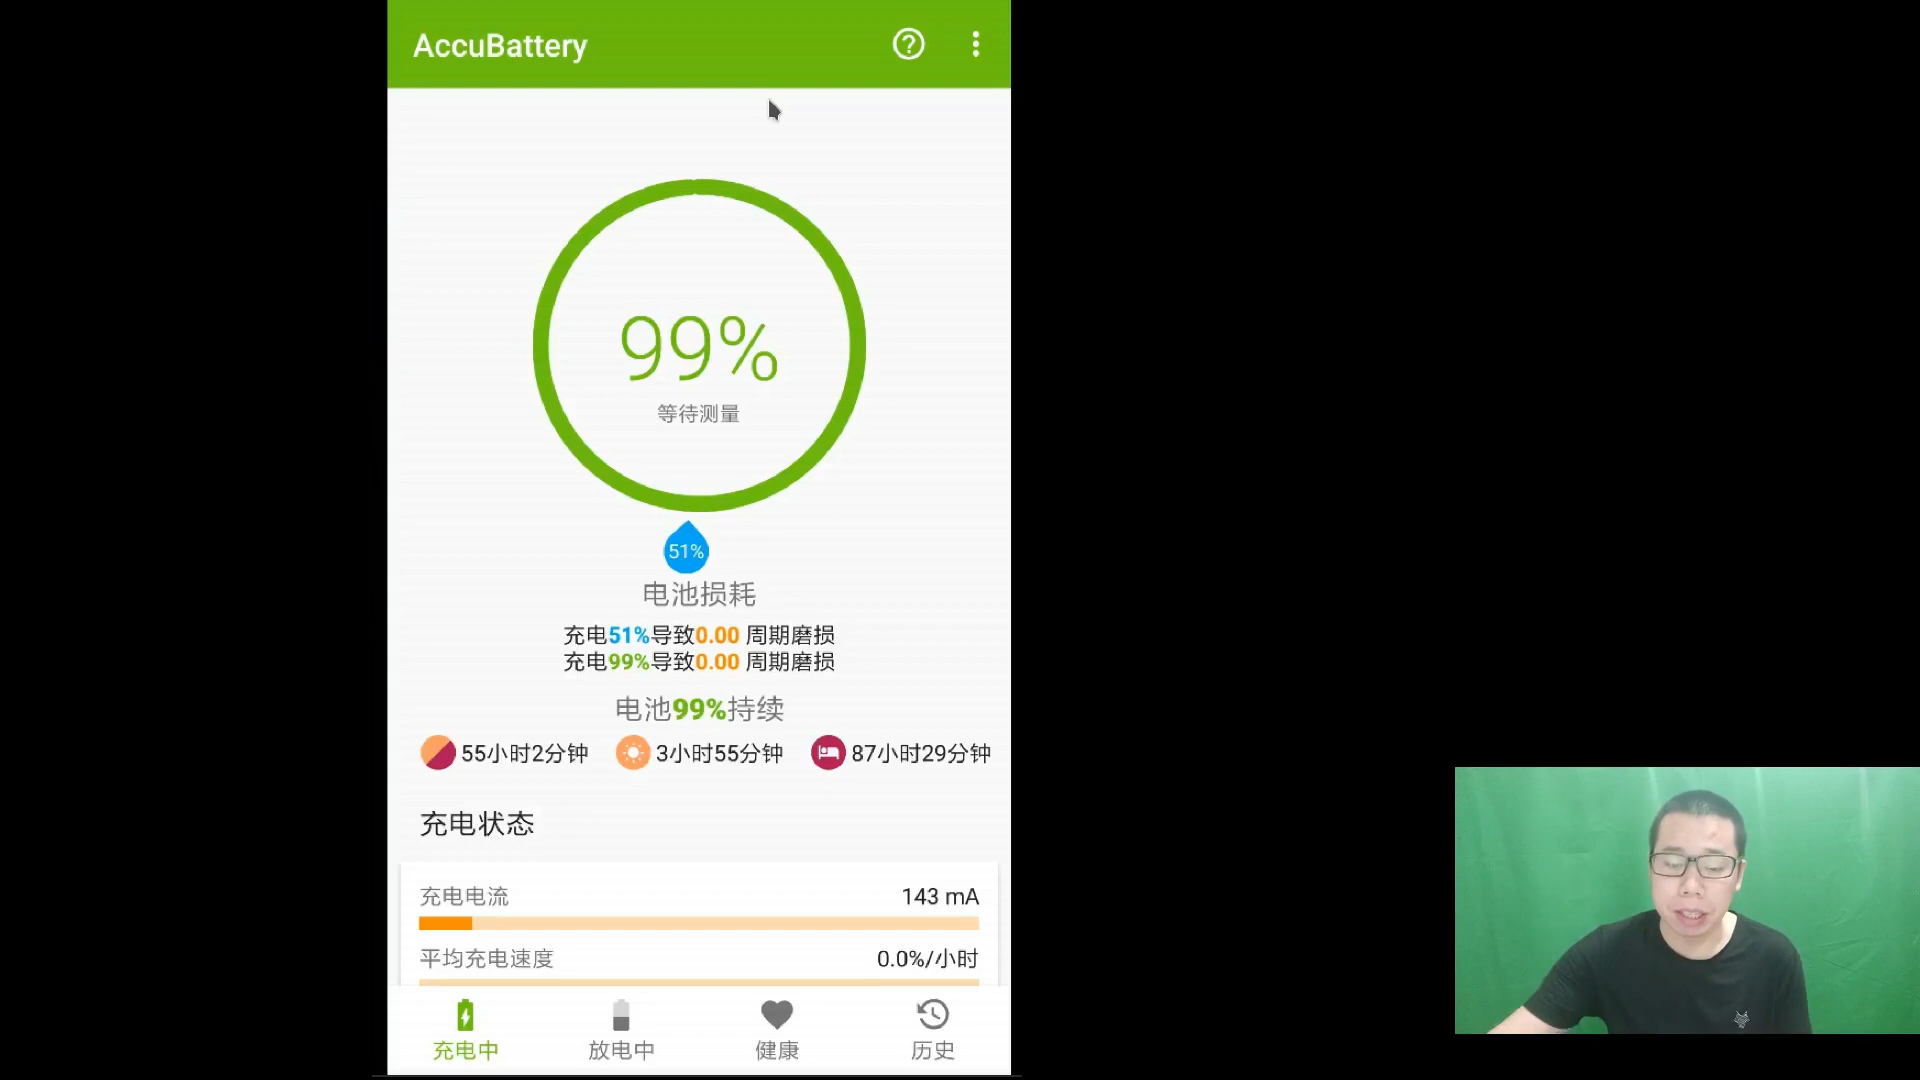 AccuBattery
99%
等待测量
51%
电池损耗
充电51%导致0.00 周期磨损
充电99%导致0.00 周期磨损
电池99%持续
55小时2分钟 3小时55分钟 87小时29分钟
充电状态
充电电流 143 mA
平均充电速度 0.0%/小时
充电中 放电中 健康 历史